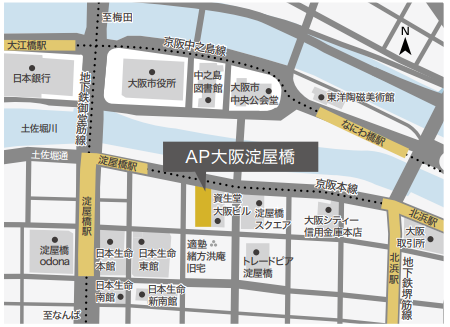 至梅田
京阪中之島線
大江橋駅
日本銀行
地下鉄御堂筋線
大阪市役所
中之島
図書館
大阪市
中央公会堂
東洋陶磁美術館
なにわ橋駅
土佐堀川
土佐堀通
淀屋橋駅
AP大阪淀屋橋
京阪本線
北浜駅
淀屋橋駅
資生堂
大阪ビル
淀屋橋
スクエア
大阪シティー
信用金庫本店
大阪
取引所
淀屋橋
odona
日本生命
本館
日本生命
東館
適塾
緒方洪庵
旧宅
トレードピア
淀屋橋
北浜駅
地下鉄堺筋線
日本生命
南館
日本生命
新南館
至なんば
N